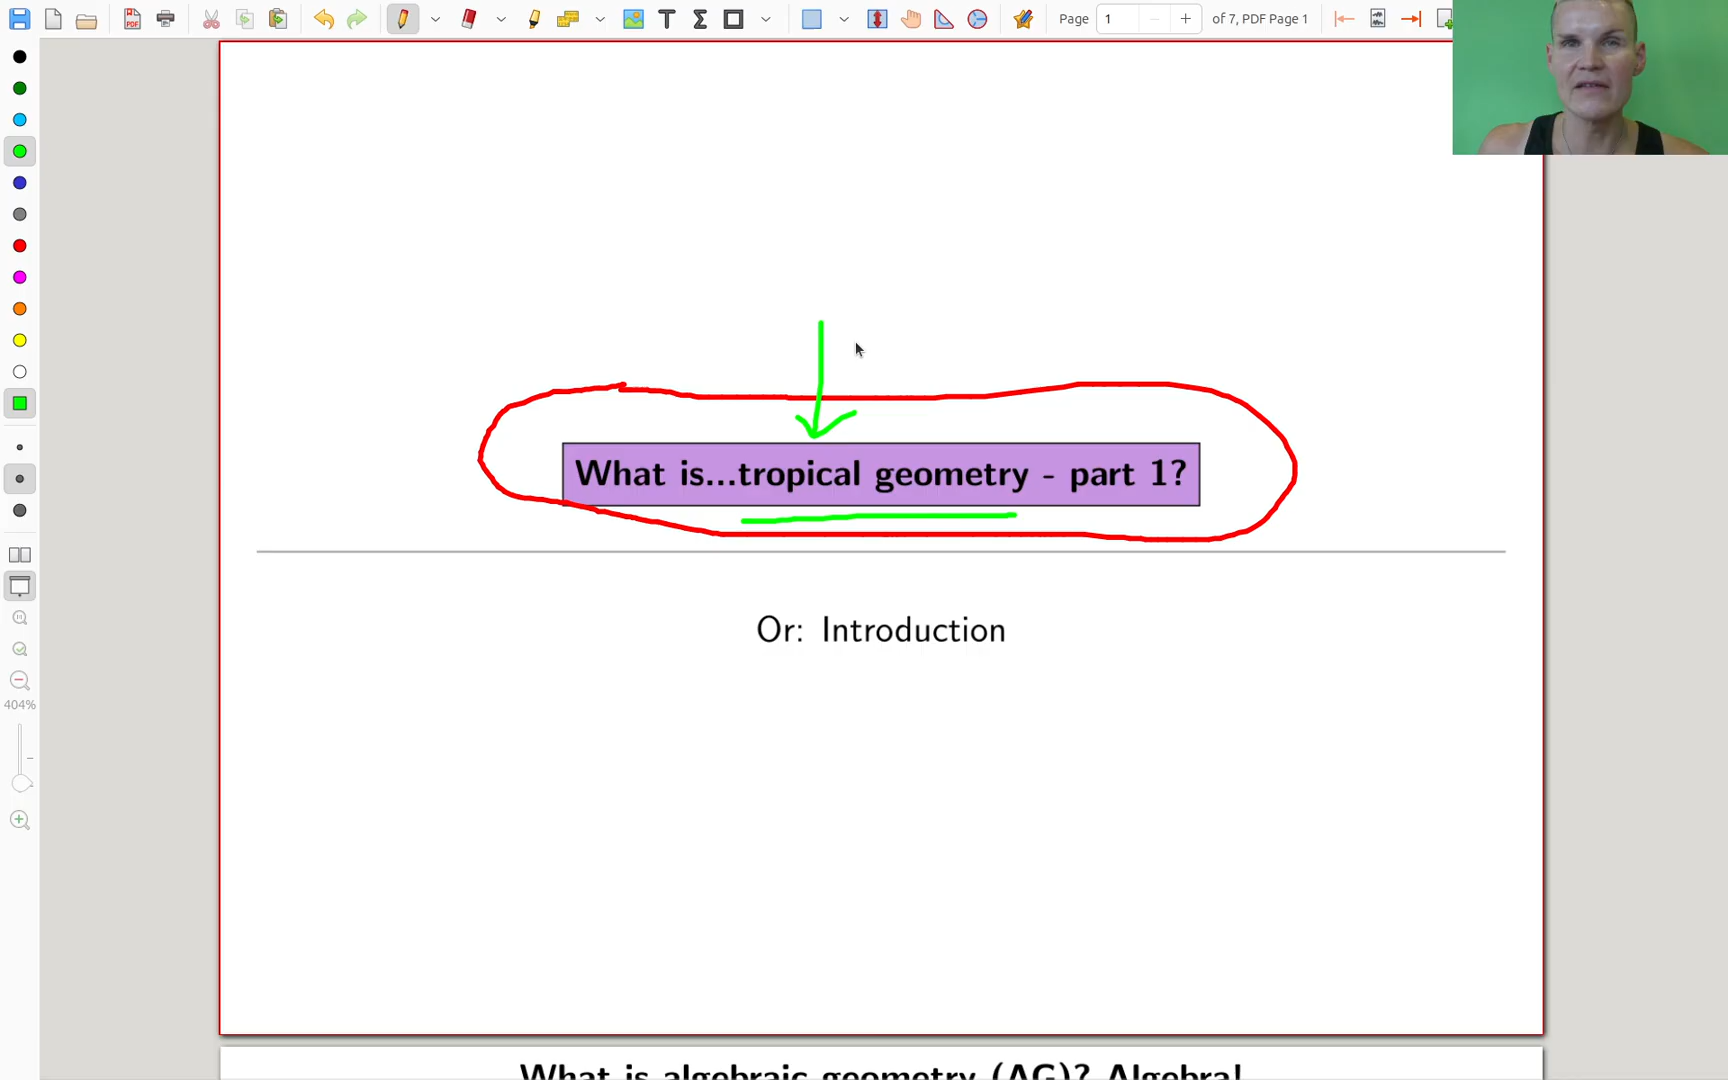 Page 1 of 7, PDF Page 1
What is...tropical geometry - part 1?
Or: Introduction
404%
What is algebraic geometry (AG)? Algebra!